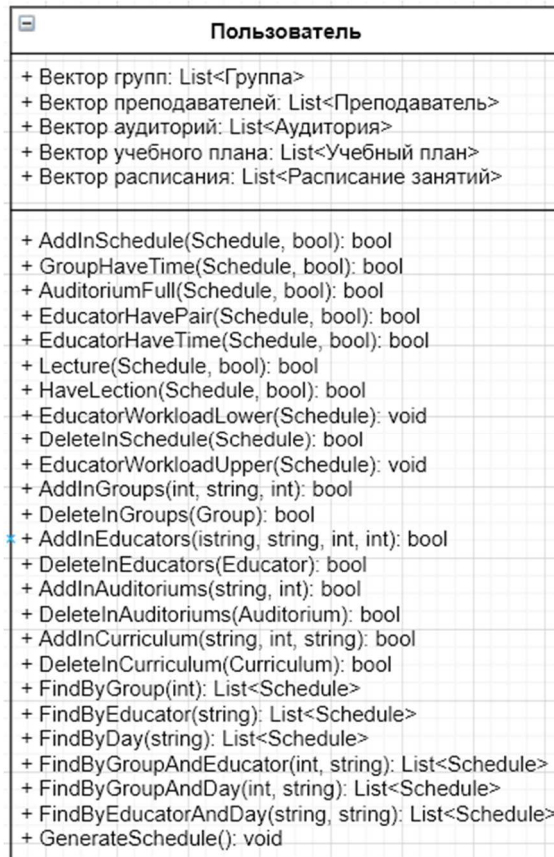 Пользователь
+ Вектор групп: List<Группа>
+ Вектор преподавателей: List<Преподаватель>
+ Вектор аудиторий: List<Аудитория>
+ Вектор учебного плана: List<Учебный план>
+ Вектор расписания: List<Расписание занятий>
+ AddInSchedule(Schedule, bool): bool
+ GroupHaveTime(Schedule, bool): bool
+ AuditoriumFull(Schedule, bool): bool
+ EducatorHavePair(Schedule, bool): bool
+ EducatorHaveTime(Schedule, bool): bool
+ Lecture(Schedule, bool): bool
+ HaveLection(Schedule, bool): bool
+ EducatorWorkloadLower(Schedule): void
+ DeleteInSchedule(Schedule): bool
+ EducatorWorkloadUpper(Schedule): void
+ AddInGroups(int, string, int): bool
+ DeleteInGroups(Group): bool
+ AddInEducators(istring, string, int, int): bool
+ DeleteInEducators(Educator): bool
+ AddInAuditoriums(string, int): bool
+ DeleteInAuditoriums(Auditorium): bool
+ AddInCurriculum(string, int, string): bool
+ DeleteInCurriculum(Curriculum): bool
+ FindByGroup(int): List<Schedule>
+ FindByEducator(string): List<Schedule>
+ FindByDay(string): List<Schedule>
+ FindByGroupAndEducator(int, string): List<Schedule>
+ FindByGroupAndDay(int, string): List<Schedule>
+ FindByEducatorAndDay(string, string): List<Schedule>
+ GenerateSchedule(): void